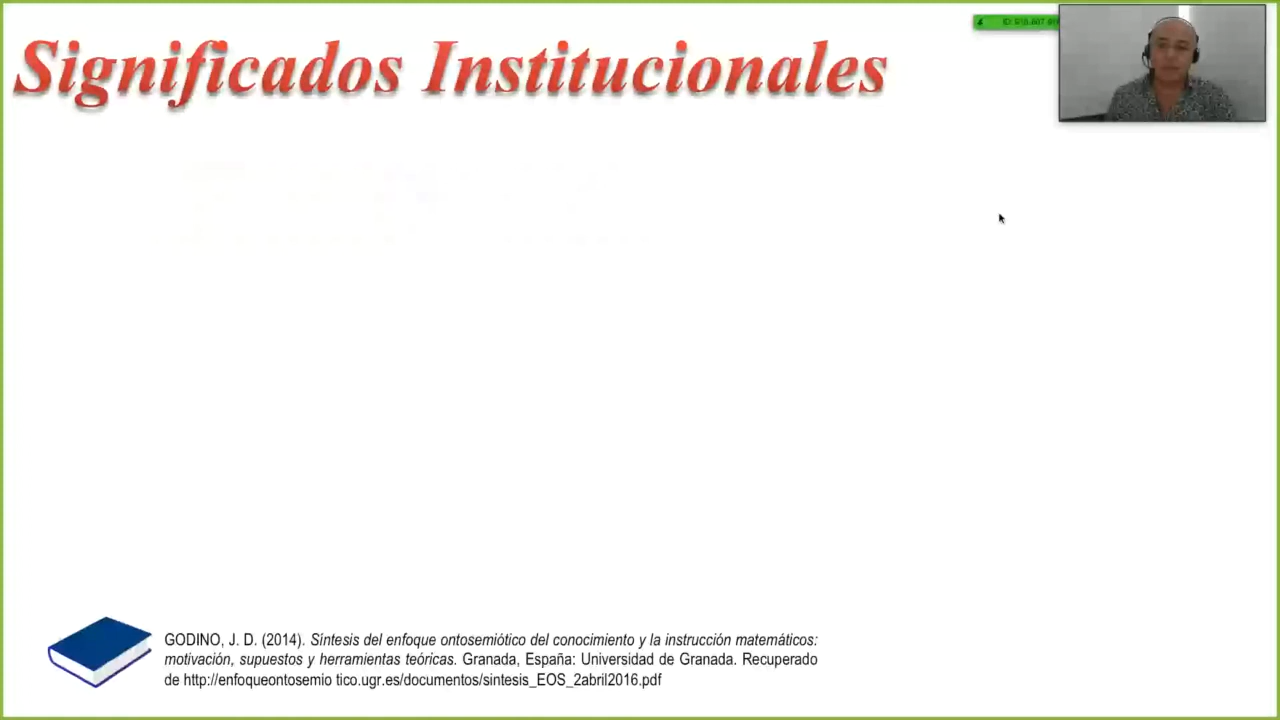 Significados Institucionales
GODINO, J. D. (2014). Síntesis del enfoque ontosemiótico del conocimiento y la instrucción matemáticos:
motivación, supuestos y herramientas teóricas. Granada, España: Universidad de Granada. Recuperado
de http://enfoqueontosemio tico.ugr.es/documentos/sintesis_EOS_2abril2016.pdf